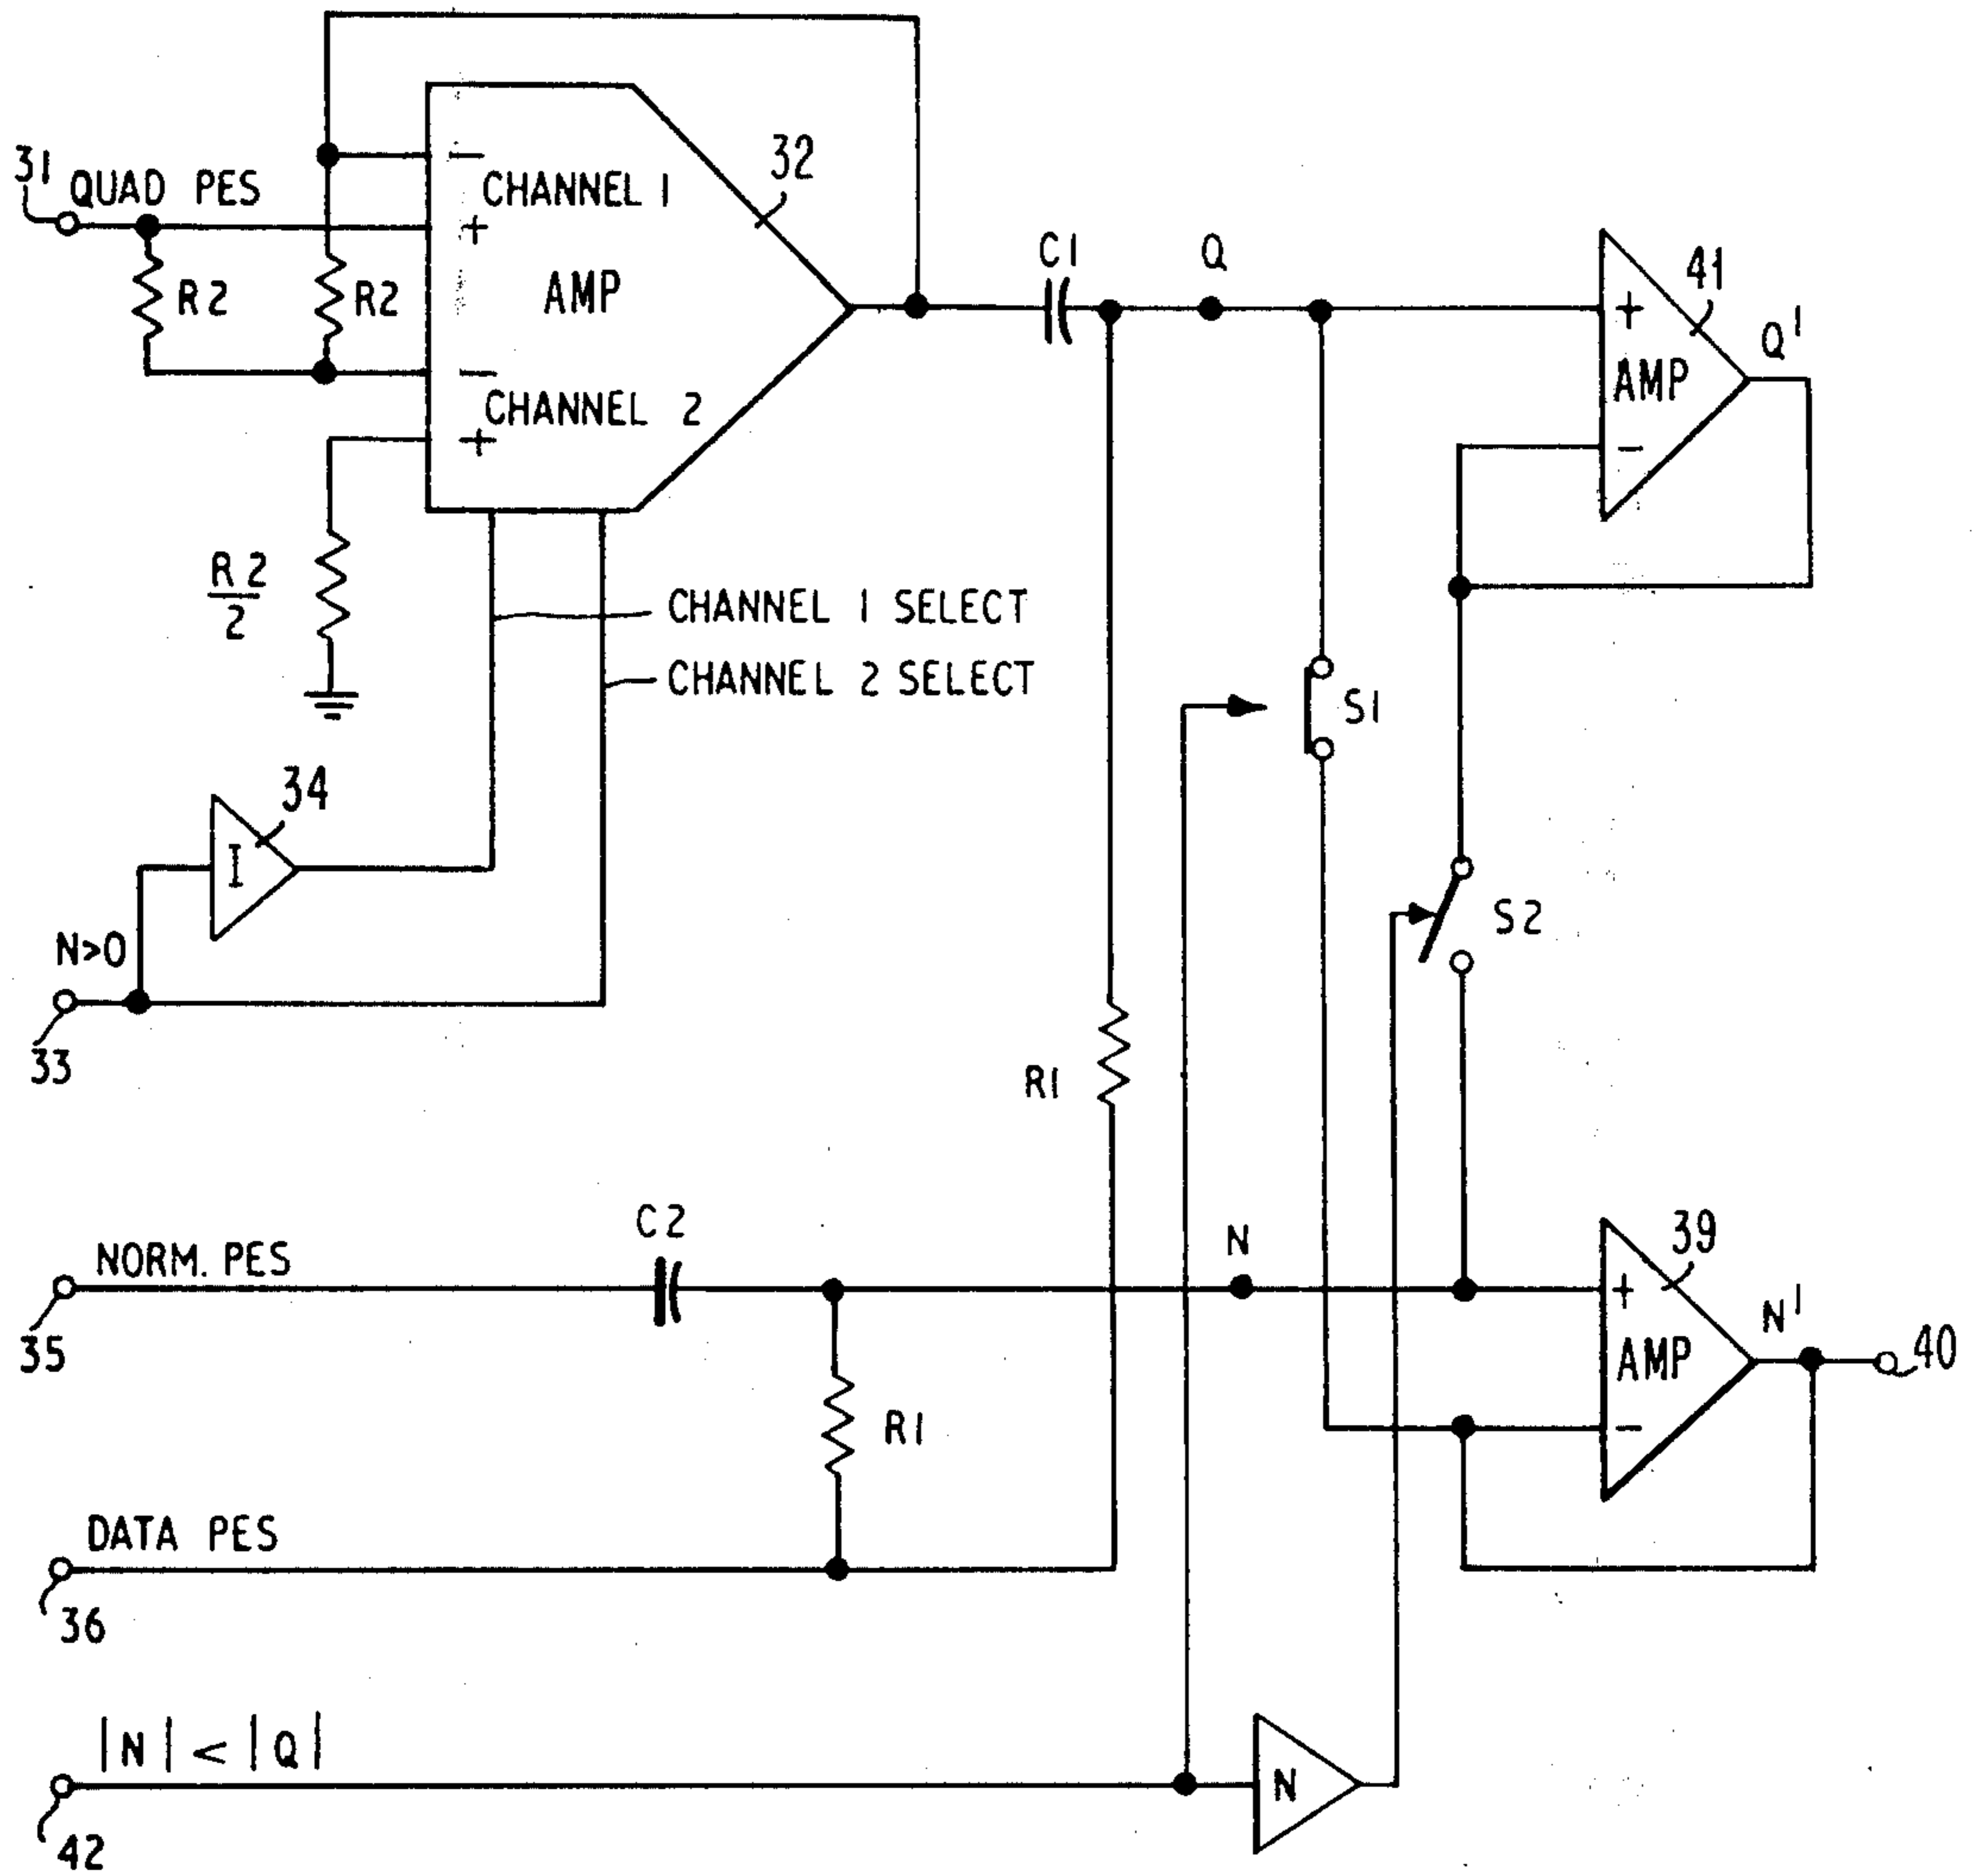 31
QUAD PES
R2
R2
−
CHANNEL 1
+
AMP
−
CHANNEL 2
+
32
C1
Q
41
+
AMP
−
Q'
R2
2
CHANNEL 1 SELECT
CHANNEL 2 SELECT
S1
34
I
N>0
33
S2
R1
C2
N
39
NORM. PES
35
+
AMP
−
N'
40
R1
DATA PES
36
|N| < |Q|
42
N